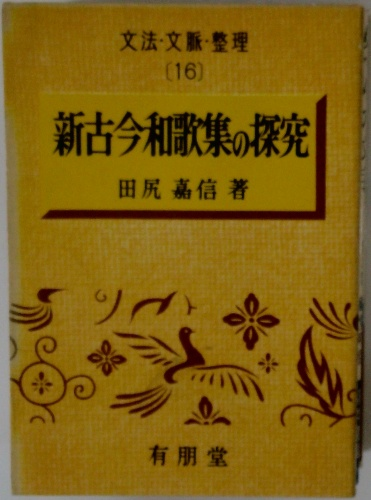 文法・文脈・整理
〔16〕
新古今和歌集の探究
田尻 嘉信 著
有朋堂